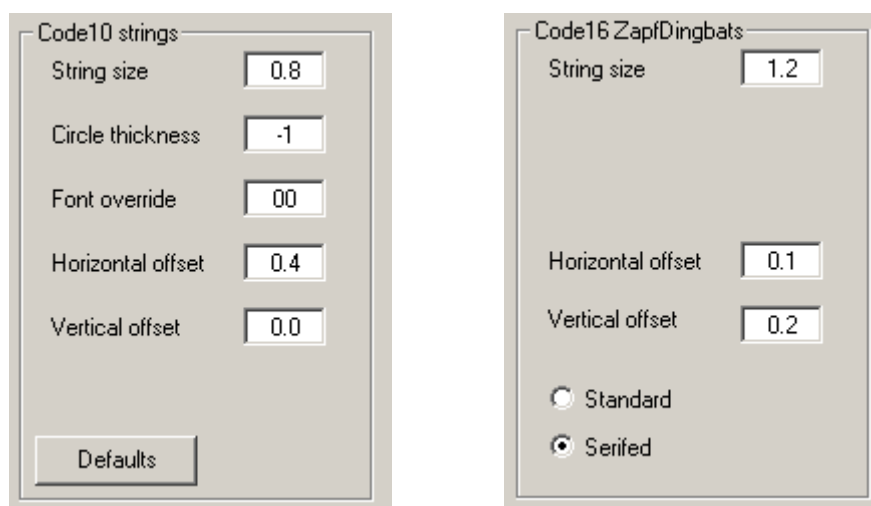 Code10 strings
String size 0.8
Circle thickness -1
Font override 00
Horizontal offset 0.4
Vertical offset 0.0
Defaults
Code16 ZapfDingbats
String size 1.2
Horizontal offset 0.1
Vertical offset 0.2
Standard
Serifed